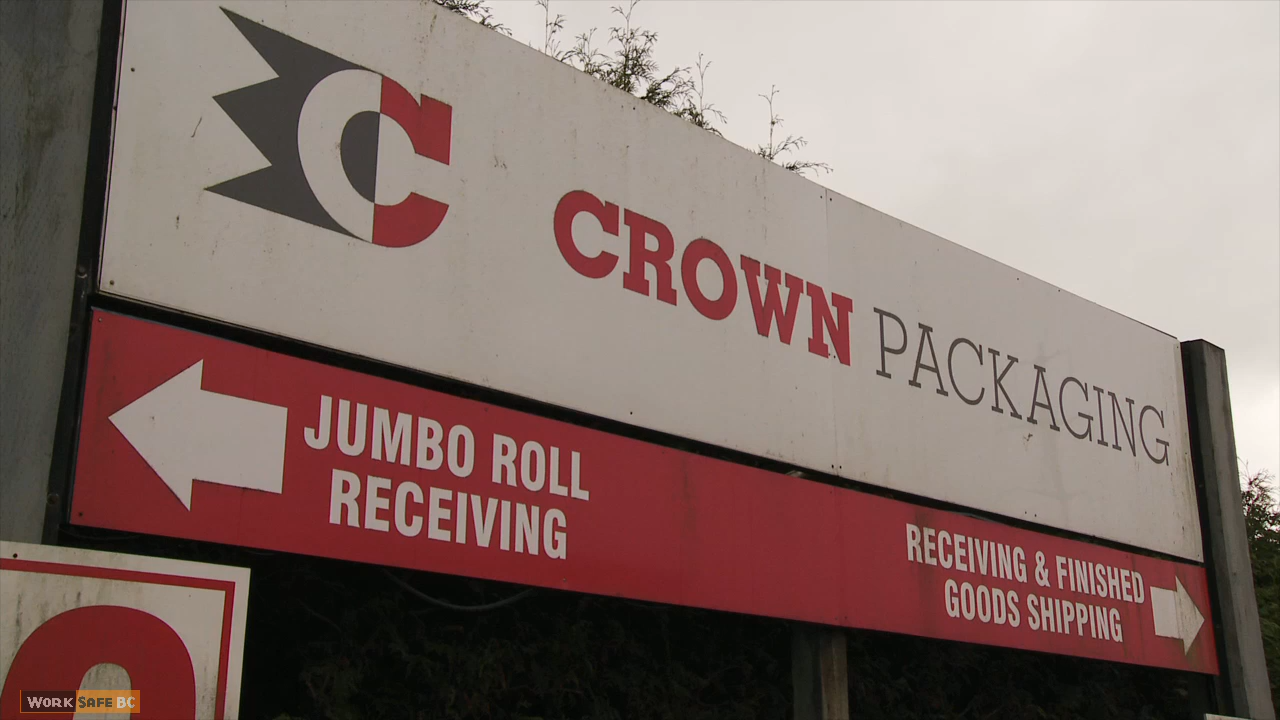 C
CROWN PACKAGING
JUMBO ROLL
RECEIVING
RECEIVING & FINISHED
GOODS SHIPPING
WORK SAFE BC